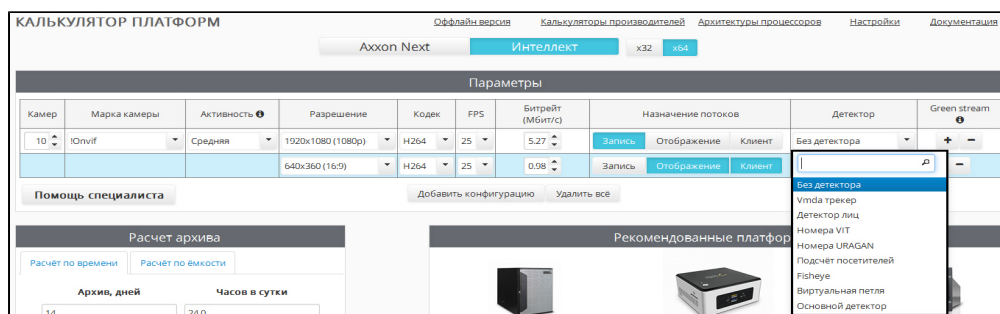 КАЛЬКУЛЯТОР ПЛАТФОРМ Оффлайн версия Калькуляторы производителей Архитектуры процессоров Настройки Документация
Axxon Next Интеллект x32 x64
Параметры
Камер Марка камеры Активность Разрешение Кодек FPS Битрейт (Мбит/с) Назначение потоков Детектор Green stream
10 !Onvif Средняя 1920x1080 (1080p) H264 25 5.27 Запись Отображение Клиент Без детектора + −
640x360 (16:9) H264 25 0.98 Запись Отображение Клиент −
Помощь специалиста Добавить конфигурацию Удалить всё
Без детектора
Vmda трекер
Детектор лиц
Номера VIT
Номера URAGAN
Подсчёт посетителей
Fisheye
Виртуальная петля
Основной детектор
Расчет архива Рекомендованные платфор
Расчёт по времени Расчёт по ёмкости
Архив, дней Часов в сутки
14 24.0